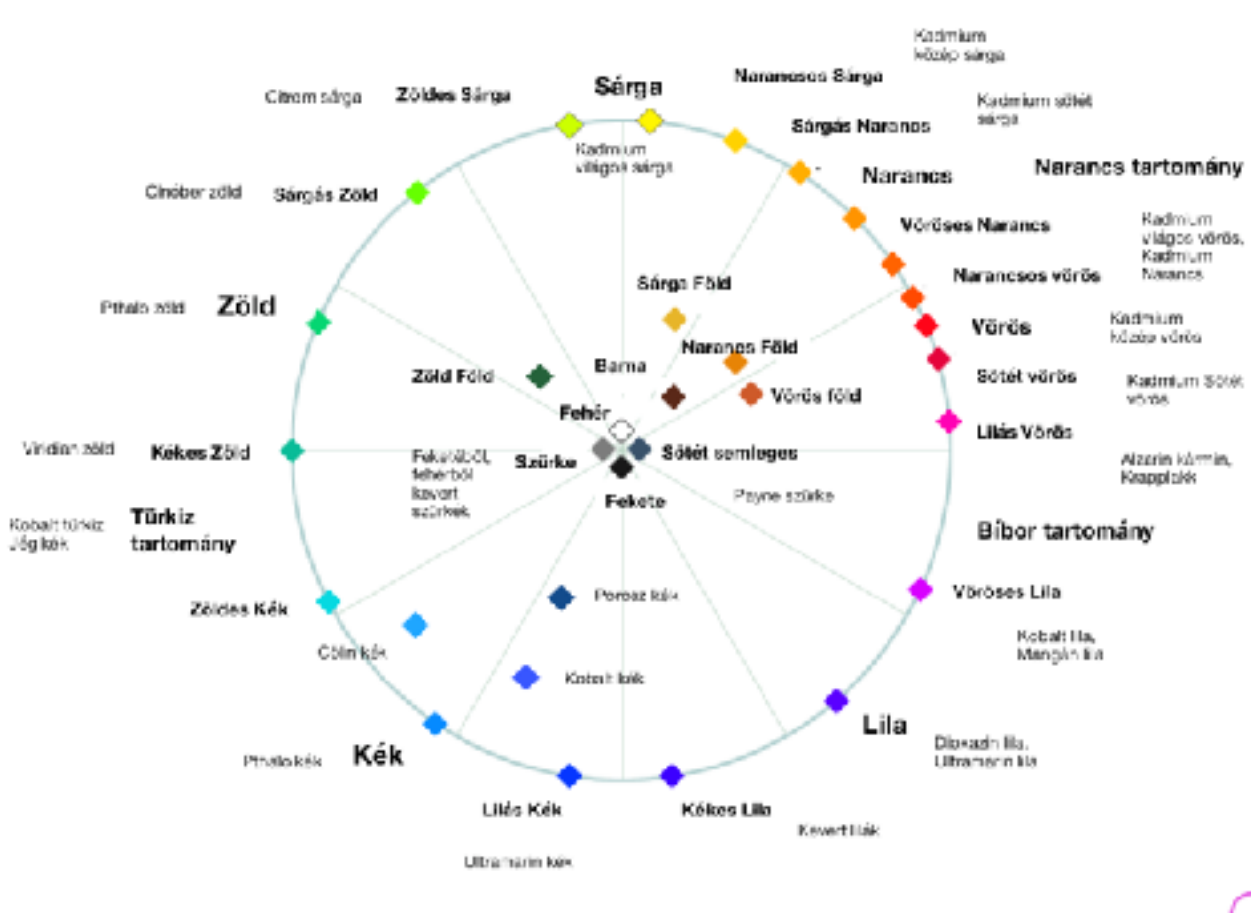 Kadmium
közép sárga
Narancsos Sárga
Sárga
Zöldes Sárga
Citrom sárga
Kadmium sötét
sárga
Sárgás Narancs
Kadmium
világos sárga
Narancs tartomány
Narancs
Cinóber zöld
Sárgás Zöld
Kadmium
világos vörös,
Kadmium
Narancs
Vöröses Narancs
Narancsos vörös
Sárga Föld
Pthalo zöld
Zöld
Vörös
Kadmium
közép vörös
Narancs Föld
Barna
Zöld Föld
Sötét vörös
Kadmium Sötét
vörös
Vörös föld
Fehér
Lilás Vörös
Viridian zöld
Kékes Zöld
Feketéből,
fehérből
kevert
szürkék
Szürke
Sötét semleges
Alzarin kármin,
Krapplakk
Payne szürke
Fekete
Kobalt türkiz
Jég kék
Türkiz
tartomány
Bíbor tartomány
Zöldes Kék
Porosz kék
Vöröses Lila
Cölin kék
Kobalt lila,
Mangán lila
Kobalt kék
Lila
Dioxazin lila,
Ultramarin lila
Pthalo kék
Kék
Lilás Kék
Kékes Lila
Kevert lilák
Ultramarin kék